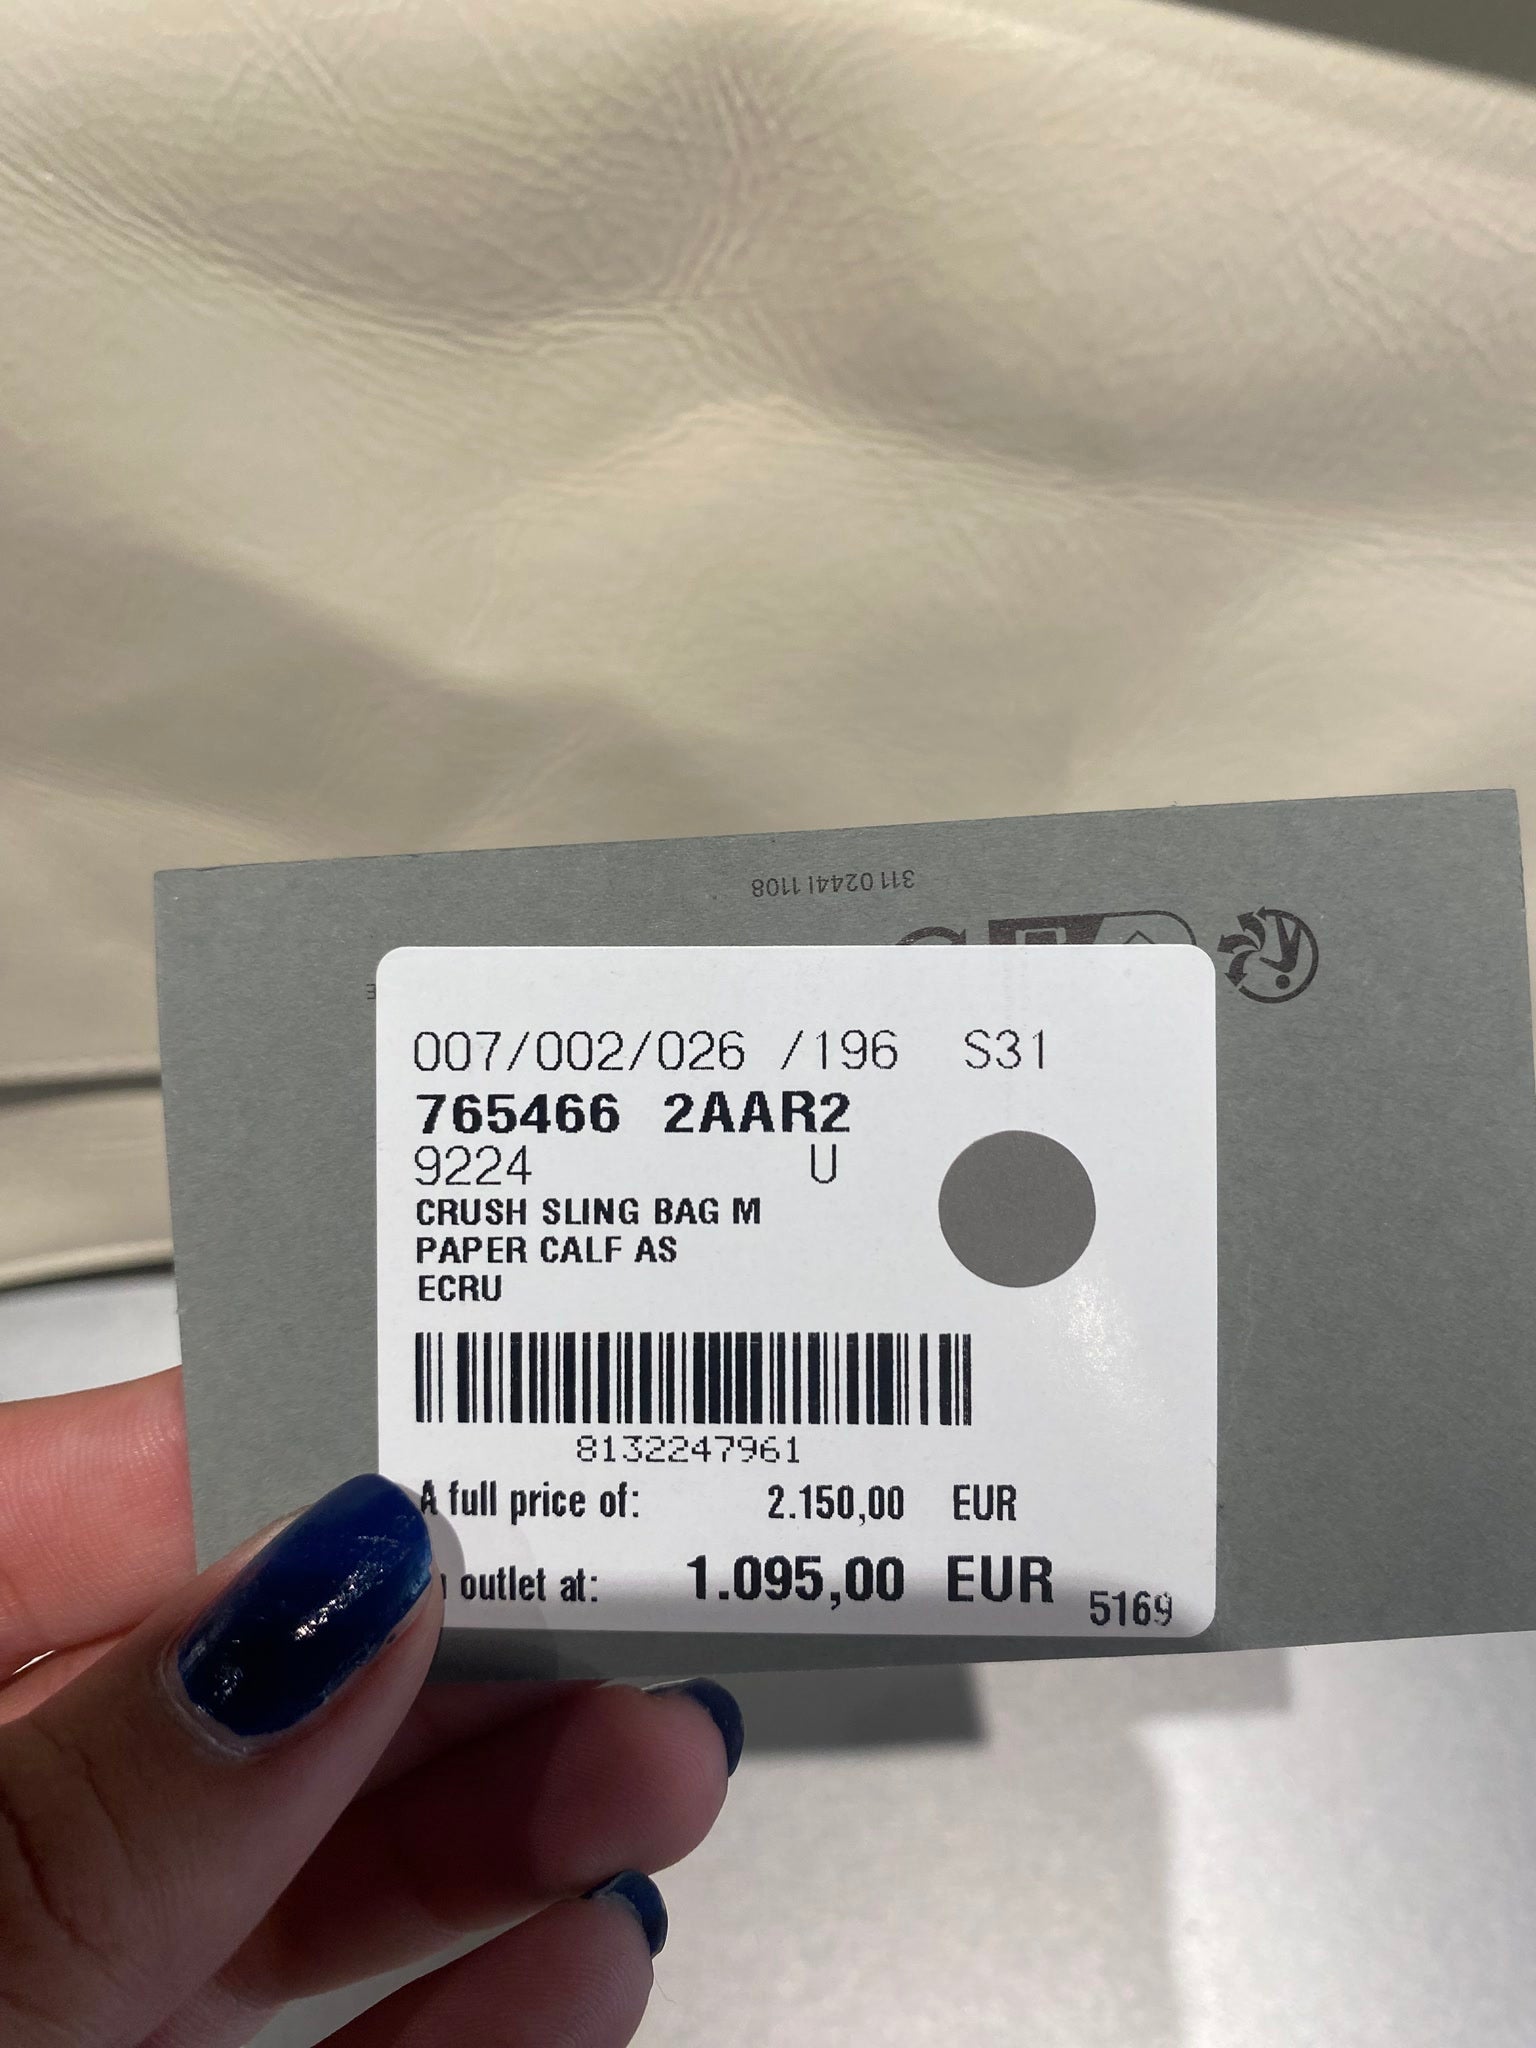 311 02441 1108
007/002/026 /196 S31
765466 2AAR2
9224 U
CRUSH SLING BAG M
PAPER CALF AS
ECRU
8132247961
A full price of: 2.150,00 EUR
outlet at: 1.095,00 EUR
5169